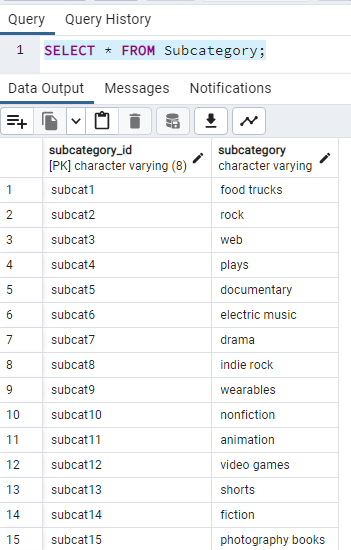 Query Query History
1 SELECT * FROM Subcategory;
Data Output Messages Notifications
subcategory_id subcategory
[PK] character varying (8) character varying
1 subcat1 food trucks
2 subcat2 rock
3 subcat3 web
4 subcat4 plays
5 subcat5 documentary
6 subcat6 electric music
7 subcat7 drama
8 subcat8 indie rock
9 subcat9 wearables
10 subcat10 nonfiction
11 subcat11 animation
12 subcat12 video games
13 subcat13 shorts
14 subcat14 fiction
15 subcat15 photography books